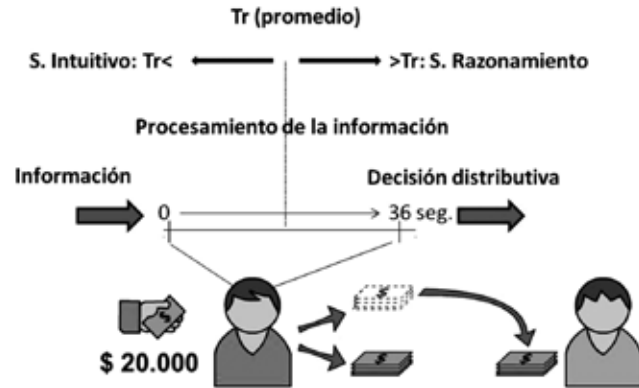 Tr (promedio)
S. Intuitivo: Tr< >Tr: S. Razonamiento
Procesamiento de la información
Información Decisión distributiva
0 36 seg.
$ $
$ 20.000 $ $